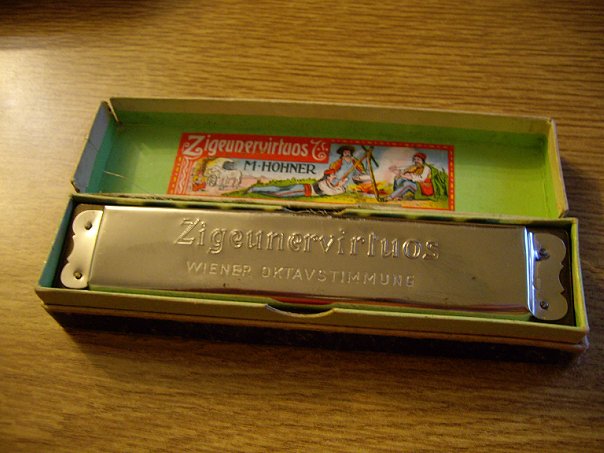 Zigeunervirtuos
M·HOHNER
Zigeunervirtuos
WIENER OKTAVSTIMMUNG